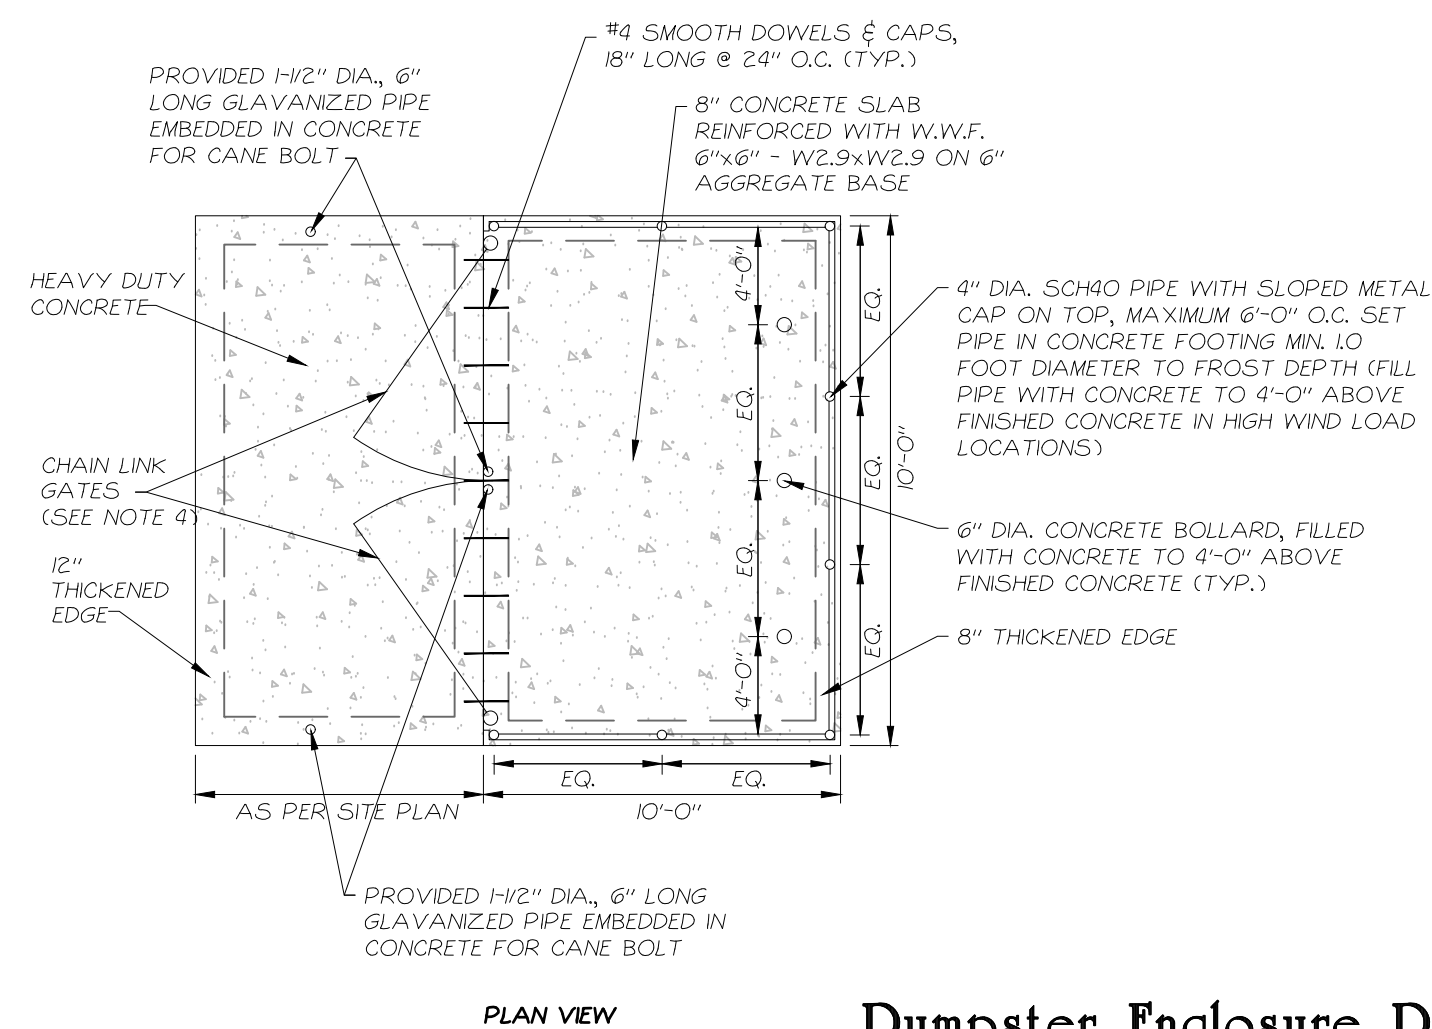 #4 SMOOTH DOWELS & CAPS,
18" LONG @ 24" O.C. (TYP.)
PROVIDED 1-1/2" DIA., 6"
LONG GLAVANIZED PIPE
EMBEDDED IN CONCRETE
FOR CANE BOLT
8" CONCRETE SLAB
REINFORCED WITH W.W.F.
6"x6" - W2.9xW2.9 ON 6"
AGGREGATE BASE
HEAVY DUTY
CONCRETE
CHAIN LINK
GATES
(SEE NOTE 4)
12"
THICKENED
EDGE
4'-0"
EQ.
EQ.
4'-0"
EQ.
EQ.
EQ.
10'-0"
4" DIA. SCH40 PIPE WITH SLOPED METAL
CAP ON TOP, MAXIMUM 6'-0" O.C. SET
PIPE IN CONCRETE FOOTING MIN. 1.0
FOOT DIAMETER TO FROST DEPTH (FILL
PIPE WITH CONCRETE TO 4'-0" ABOVE
FINISHED CONCRETE IN HIGH WIND LOAD
LOCATIONS)
6" DIA. CONCRETE BOLLARD, FILLED
WITH CONCRETE TO 4'-0" ABOVE
FINISHED CONCRETE (TYP.)
8" THICKENED EDGE
EQ.
EQ.
AS PER SITE PLAN
10'-0"
PROVIDED 1-1/2" DIA., 6" LONG
GLAVANIZED PIPE EMBEDDED IN
CONCRETE FOR CANE BOLT
PLAN VIEW
Dumpster Enclosure D